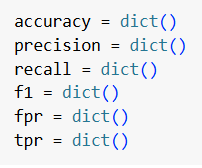 accuracy = dict()
precision = dict()
recall = dict()
f1 = dict()
fpr = dict()
tpr = dict()